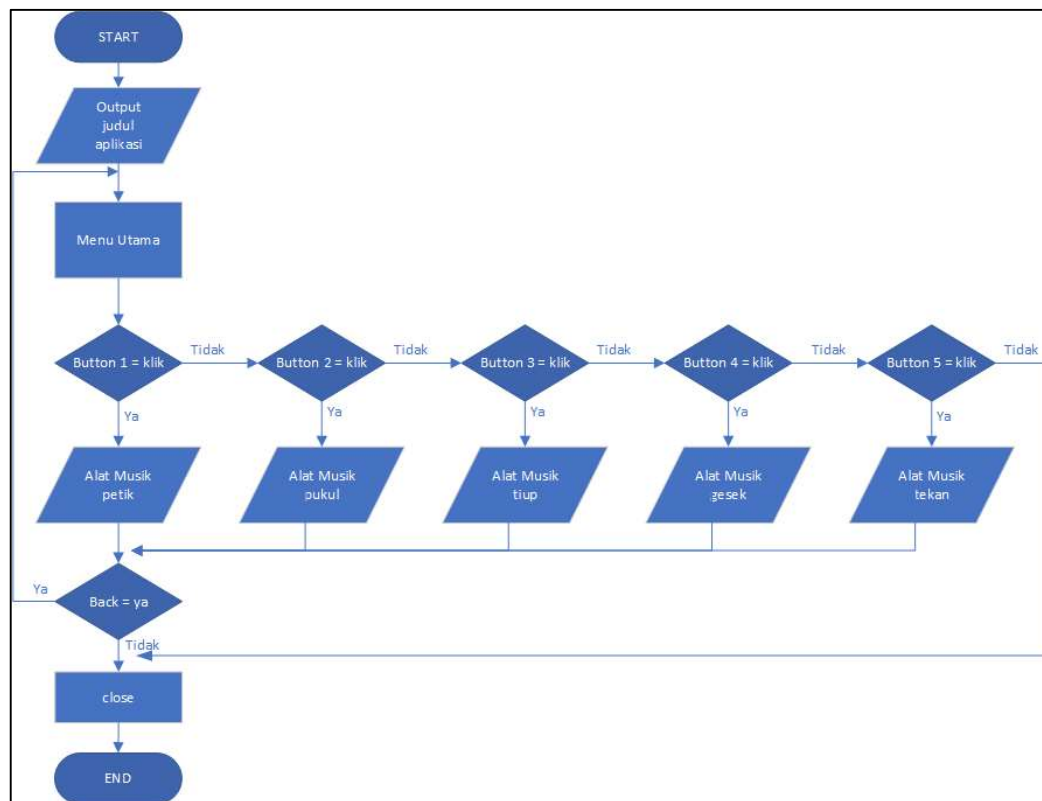 START
Output
judul
aplikasi
Menu Utama
Button 1 = klik
Tidak
Button 2 = klik
Tidak
Button 3 = klik
Tidak
Button 4 = klik
Tidak
Button 5 = klik
Tidak
Ya
Ya
Ya
Ya
Ya
Alat Musik
petik
Alat Musik
pukul
Alat Musik
tiup
Alat Musik
gesek
Alat Musik
tekan
Ya
Back = ya
Tidak
close
END